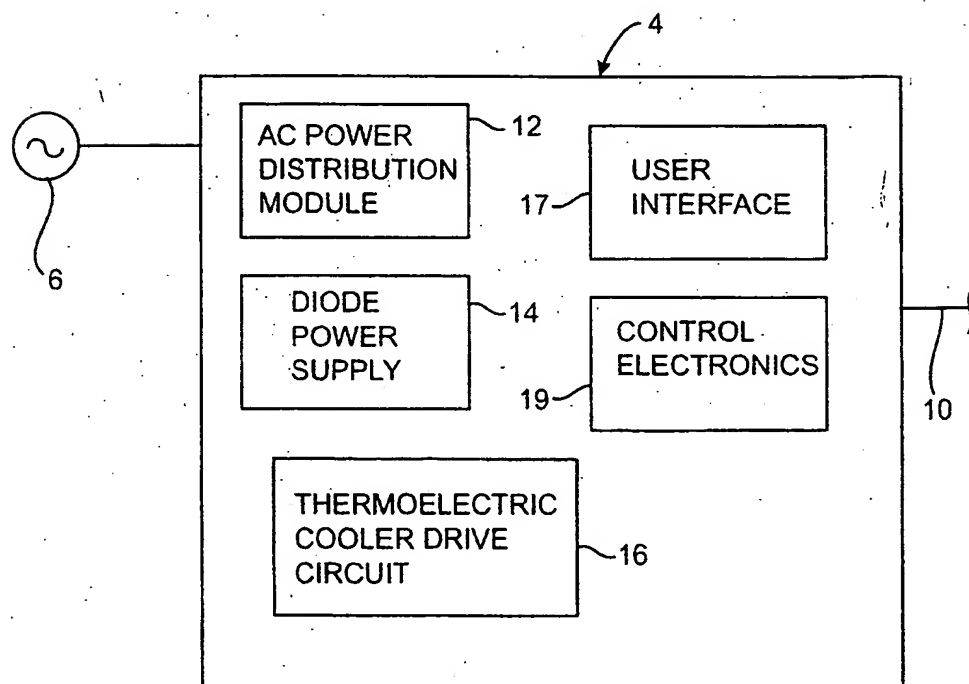 4
AC POWER
DISTRIBUTION
MODULE
12
USER
INTERFACE
17
6
DIODE
POWER
SUPPLY
14
CONTROL
ELECTRONICS
19
10
THERMOELECTRIC
COOLER DRIVE
CIRCUIT
16